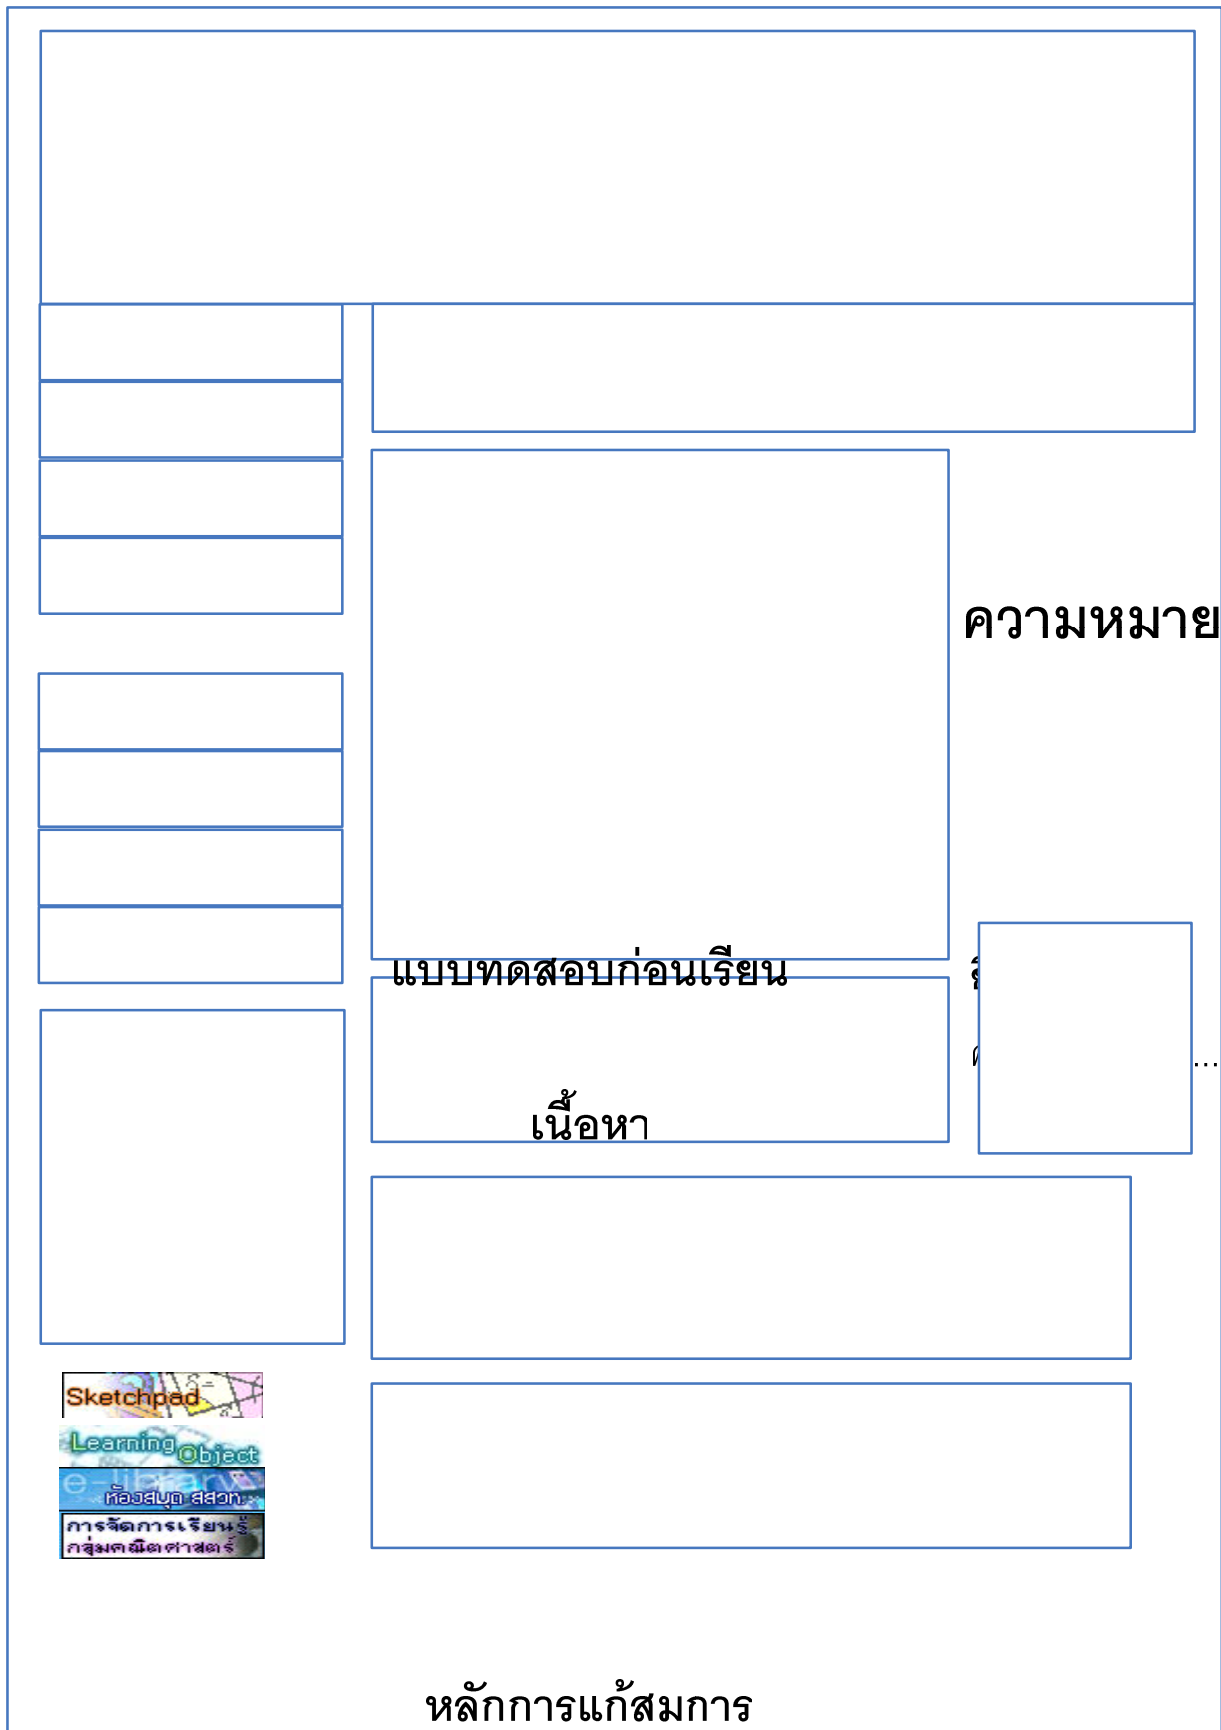 ความหมาย
แบบทดสอบก่อนเรียน
...
เนื้อหา
Sketchpad
Learning Object
e-library
ห้องสมุด สสวท.
การจัดการเรียนรู้
กลุ่มคณิตศาสตร์
หลักการแก้สมการ